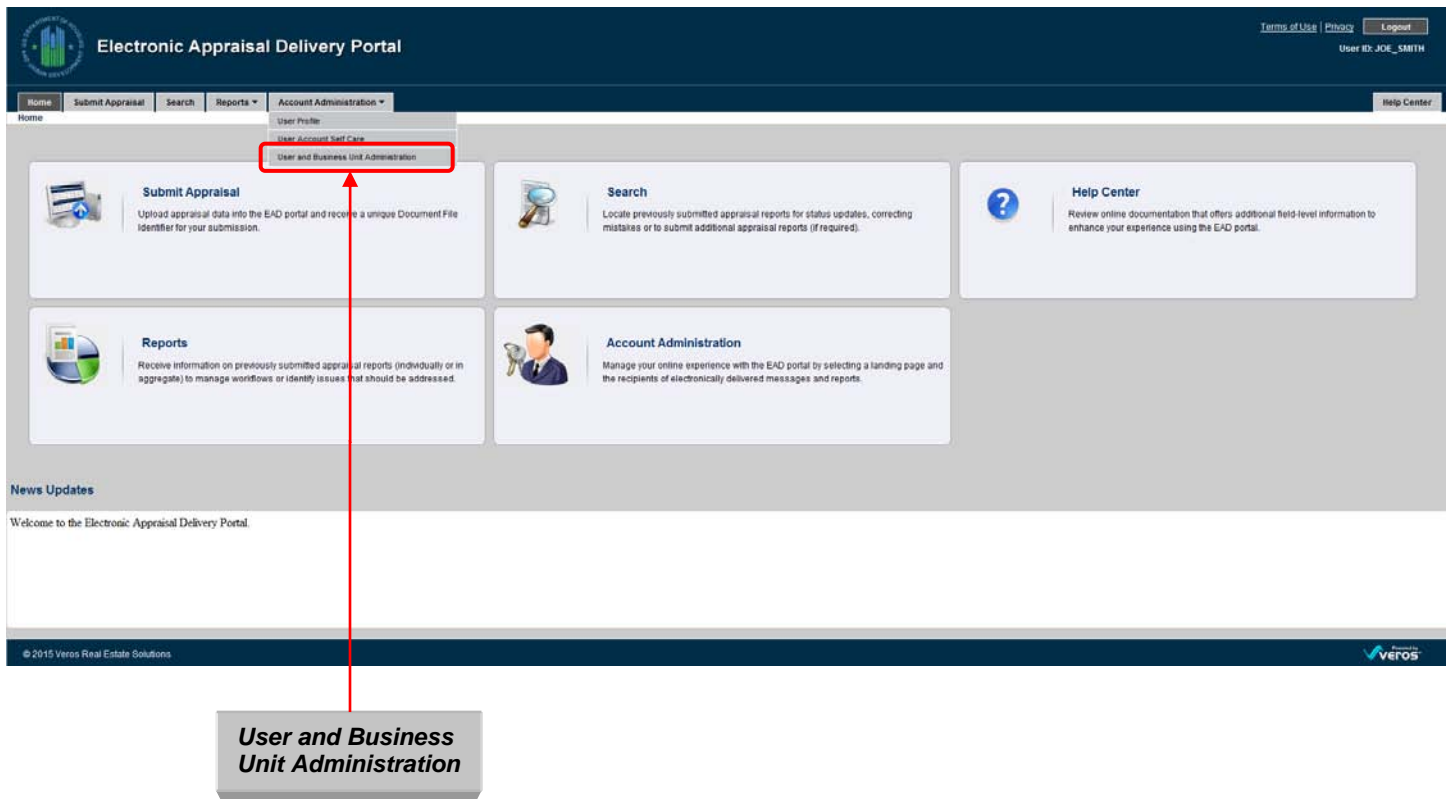 Electronic Appraisal Delivery Portal
Terms of Use | Privacy Logout
User ID: JOE_SMITH
Home Submit Appraisal Search Reports Account Administration Help Center
Home
User Profile
User Account Self Care
User and Business Unit Administration
Submit Appraisal
Upload appraisal data into the EAD portal and receive a unique Document File
Identifier for your submission.
Search
Locate previously submitted appraisal reports for status updates, correcting
mistakes or to submit additional appraisal reports (if required).
Help Center
Review online documentation that offers additional field-level information to
enhance your experience using the EAD portal.
Reports
Receive information on previously submitted appraisal reports (individually or in
aggregate) to manage workflows or identify issues that should be addressed.
Account Administration
Manage your online experience with the EAD portal by selecting a landing page and
the recipients of electronically delivered messages and reports.
News Updates
Welcome to the Electronic Appraisal Delivery Portal.
© 2015 Veros Real Estate Solutions
Powered by
veros
User and Business
Unit Administration